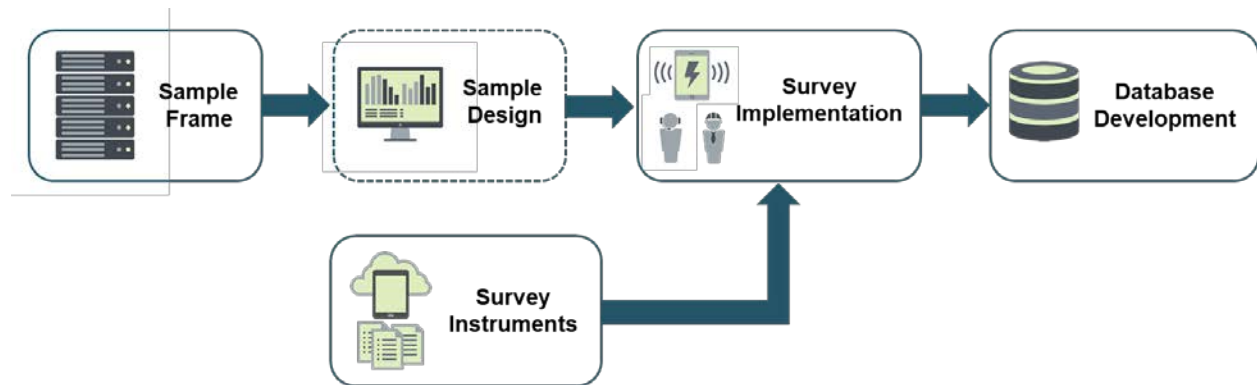 Sample
Frame
Sample
Design
Survey
Implementation
Database
Development
Survey
Instruments